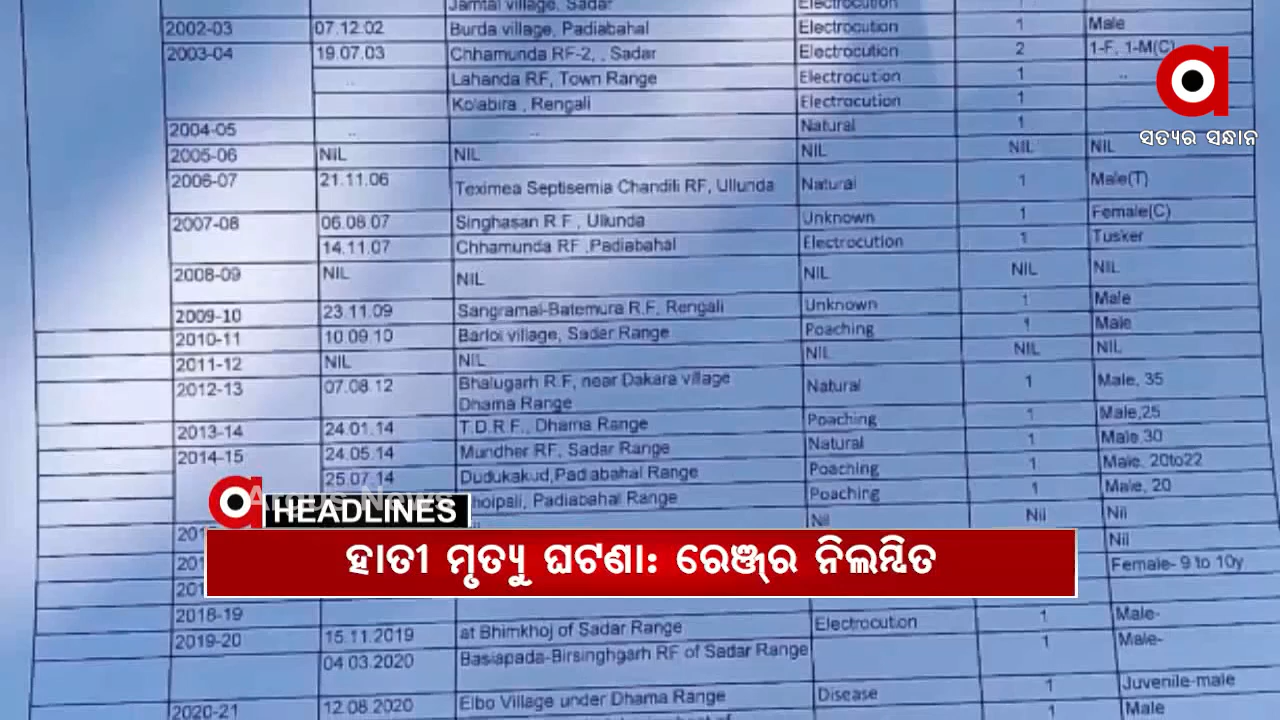 Jamtal village, Sadar Electrocution
2002-03 07.12.02 Burda village, Padiabahal Electrocution 1 Male
2003-04 19.07.03 Chhamunda RF-2, , Sadar Electrocution 2 1-F, 1-M(C)
.. Lahanda RF, Town Range Electrocution 1 ..
Kolabira , Rengali Electrocution 1
2004-05 .. .. Natural 1
ସତ୍ୟର ସନ୍ଧାନ
2005-06 NIL NIL NIL NIL NIL
2006-07 21.11.06 Teximea Septisemia Chandili RF, Ullunda Natural 1 Male(T)
2007-08 06.08.07 Singhasan R.F , Ullunda Unknown 1 Female(C)
14.11.07 Chhamunda RF ,Padiabahal Electrocution 1 Tusker
2008-09 NIL NIL NIL NIL NIL
2009-10 23.11.09 Sangramal-Batemura R.F, Rengali Unknown 1 Male
2010-11 10.09.10 Barloi village, Sader Range Poaching 1 Male
2011-12 NIL NIL NIL NIL NIL
2012-13 07.08.12 Bhalugarh R.F, near Dakara village Natural 1 Male, 35
Dhama Range
2013-14 24.01.14 T.D.R.F., Dhama Range Poaching 1 Male,25
2014-15 24.05.14 Mundher RF, Sadar Range Natural 1 Male,30
25.07.14 Dudukakud,Padiabahal Range Poaching 1 Male, 20to22
hoipali, Padiabahal Range Poaching 1 Male, 20
Argus News
HEADLINES
Nil Nil Nil
Nil
ହାତୀ ମୃତ୍ୟୁ ଘଟଣା: ରେଞ୍ଜ୍‌ର ନିଲମ୍ବିତ
Female- 9 to 10y
2018-19 Electrocution 1 Male-
2019-20 15.11.2019 at Bhimkhoj of Sadar Range 1 Male-
04.03.2020 Basiapada-Birsinghgarh RF of Sadar Range
1 Juvenile-male
2020-21 12.08.2020 Eibo Village under Dhama Range Disease 1 Male